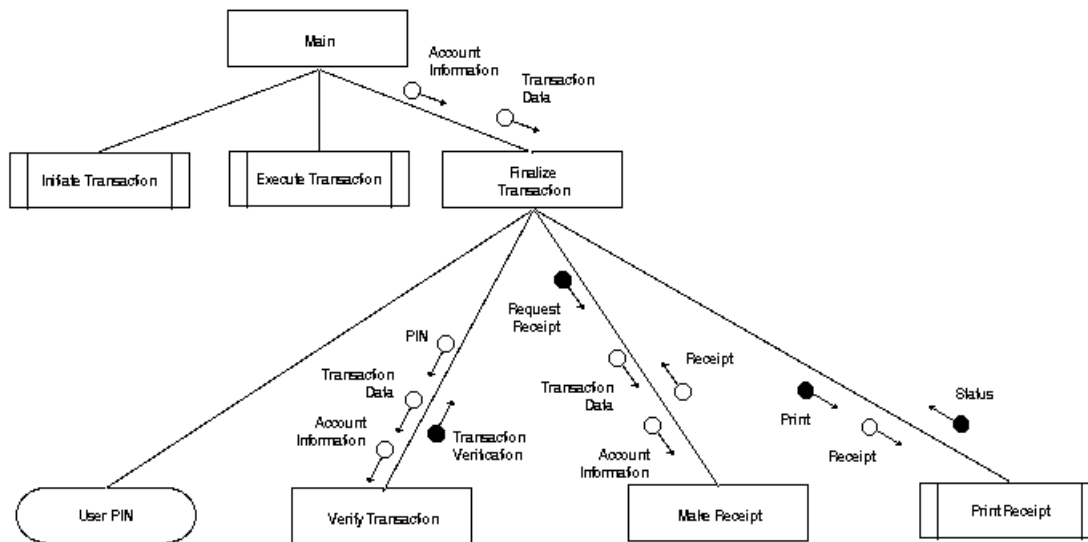 Main
Account
Information
Transaction
Data
Initiate Transaction
Execute Transaction
Finalize
Transaction
Request
Receipt
PIN
Receipt
Transaction
Data
Transaction
Data
Status
Print
Account
Information
Transaction
Verification
Account
Information
Receipt
User PIN
Verify Transaction
Make Receipt
Print Receipt